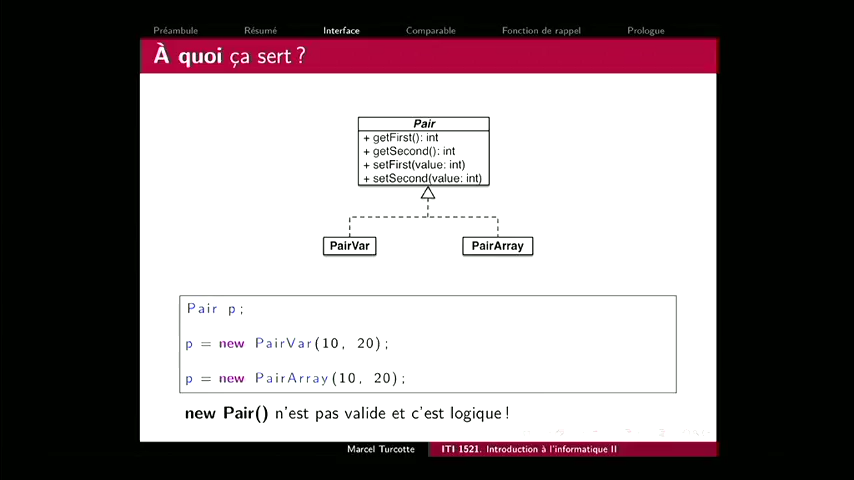 Préambule Résumé Interface Comparable Fonction de rappel Prologue
À quoi ça sert ?
Pair
+ getFirst(): int
+ getSecond(): int
+ setFirst(value: int)
+ setSecond(value: int)
PairVar PairArray
Pair p;
p = new PairVar(10, 20);
p = new PairArray(10, 20);
new Pair() n'est pas valide et c'est logique !
Marcel Turcotte ITI 1521. Introduction à l'informatique II